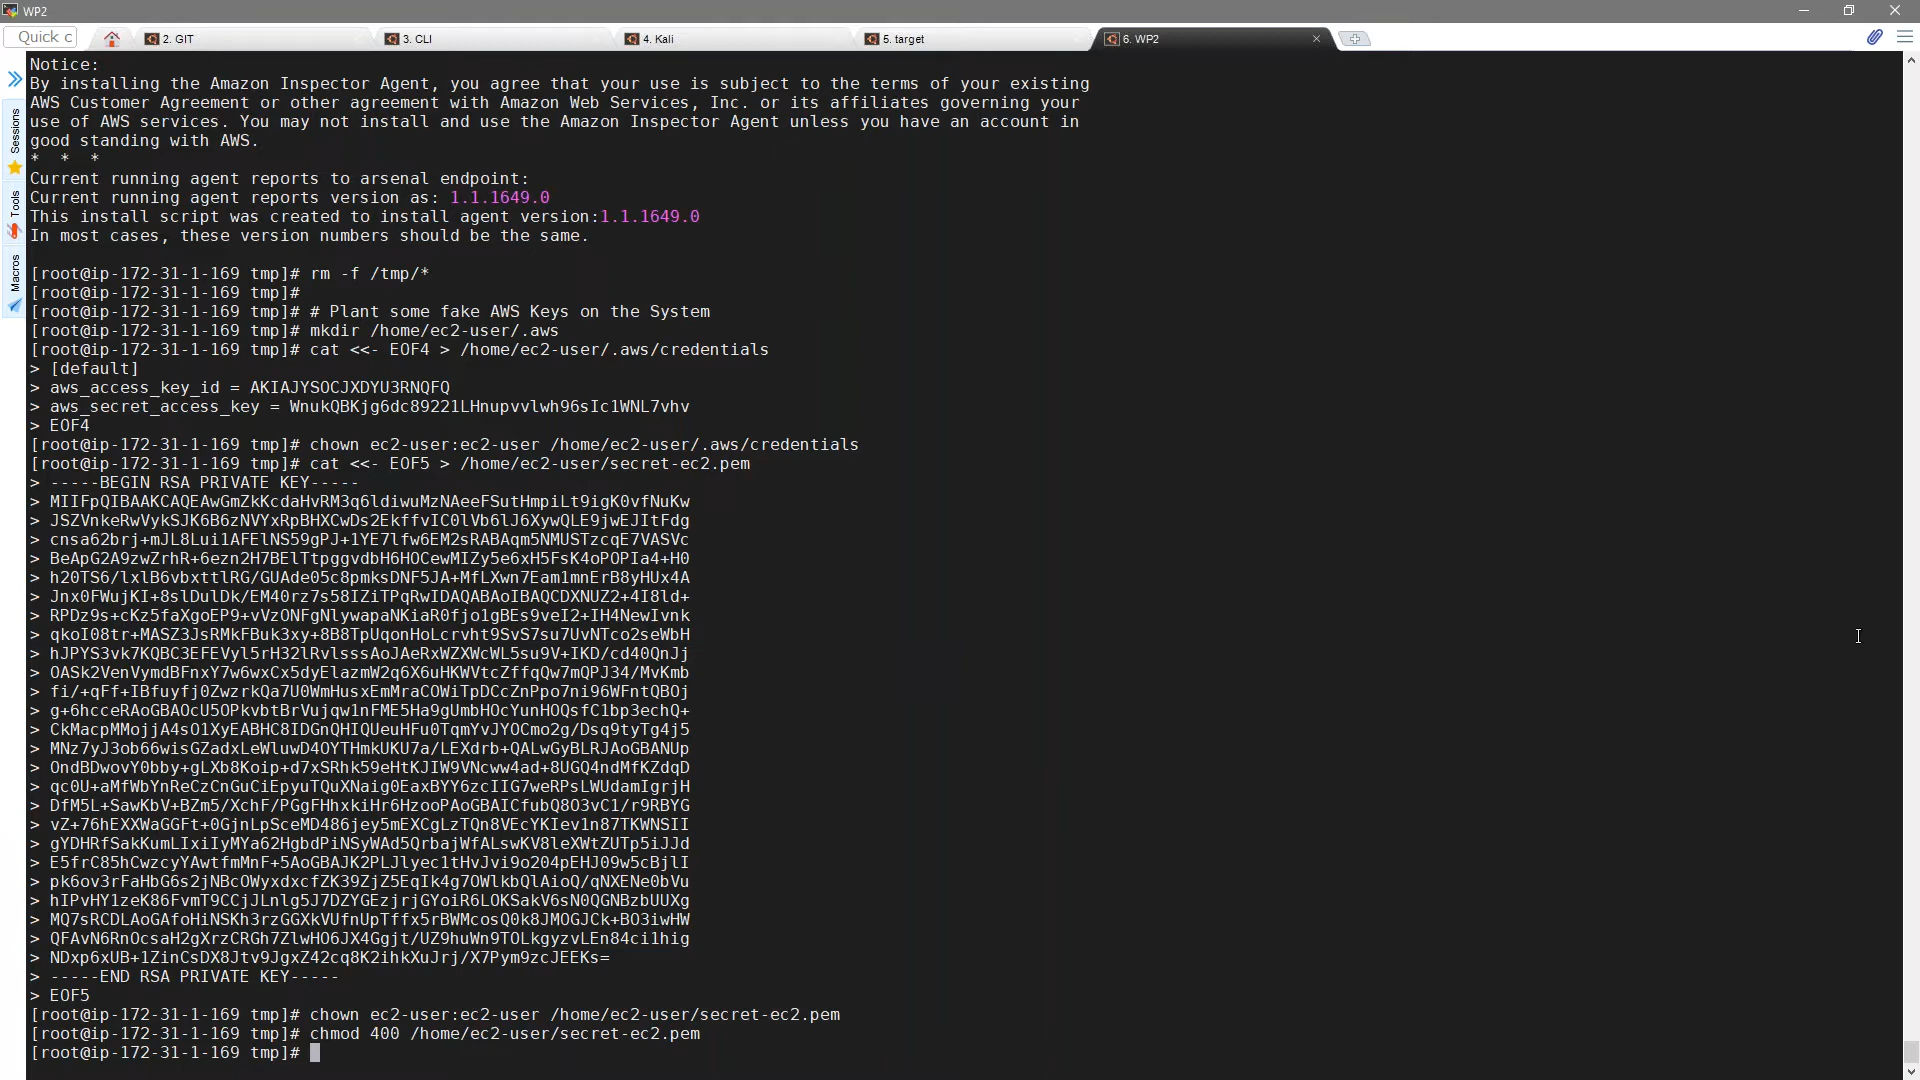 WP2
Quick c
2. GIT
3. CLI
4. Kali
5. target
6. WP2
Sessions
Tools
Macros
Notice:
By installing the Amazon Inspector Agent, you agree that your use is subject to the terms of your existing
AWS Customer Agreement or other agreement with Amazon Web Services, Inc. or its affiliates governing your
use of AWS services. You may not install and use the Amazon Inspector Agent unless you have an account in
good standing with AWS.
* * *
Current running agent reports to arsenal endpoint:
Current running agent reports version as: 1.1.1649.0
This install script was created to install agent version:1.1.1649.0
In most cases, these version numbers should be the same.
[root@ip-172-31-1-169 tmp]# rm -f /tmp/*
[root@ip-172-31-1-169 tmp]#
[root@ip-172-31-1-169 tmp]# # Plant some fake AWS Keys on the System
[root@ip-172-31-1-169 tmp]# mkdir /home/ec2-user/.aws
[root@ip-172-31-1-169 tmp]# cat <<- EOF4 > /home/ec2-user/.aws/credentials
> [default]
> aws_access_key_id = AKIAJYSOCJXDYU3RNQFQ
> aws_secret_access_key = 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
> EOF4
[root@ip-172-31-1-169 tmp]# chown ec2-user:ec2-user /home/ec2-user/.aws/credentials
[root@ip-172-31-1-169 tmp]# cat <<- EOF5 > /home/ec2-user/secret-ec2.pem
> -----BEGIN RSA PRIVATE KEY-----
> MIIFpQIBAAKCAQEAwGmZkKcdaHvRM3q6ldiwuMzNAeeFSutHmpiLt9igK0vfNuKw
> JSZVnkeRwVykSJK6B6zNVYxRpBHXCwDs2EkffvIC0lVb6lJ6XywQLE9jwEJItFdg
> cnsa62brj+mJL8Lui1AFElNS59gPJ+1YE7lfw6EM2sRABAqm5NMUSTzcqE7VASVc
> BeApG2A9zwZrhR+6ezn2H7BElTtpggvdbH6HOCewMIZy5e6xH5FsK4oPOPIa4+H0
> h20TS6/lxlB6vbxttlRG/GUAde05c8pmksDNF5JA+MfLXwn7Eam1mnErB8yHUx4A
> Jnx0FWujKI+8slDulDk/EM40rz7s58IZiTPqRwIDAQABAoIBAQCDXNUZ2+4I8ld+
> RPDz9s+cKz5faXgoEP9+vVzONFgNlywapaNKiaR0fjo1gBEs9veI2+IH4NewIvnk
> qkoI08tr+MASZ3JsRMkFBuk3xy+8B8TpUqonHoLcrvht9SvS7su7UvNTco2seWbH
> hJPYS3vk7KQBC3EFEVyl5rH32lRvlsssAoJAeRxWZXWcWL5su9V+IKD/cd40QnJj
> OASk2VenVymdBFnxY7w6wxCx5dyElazmW2q6X6uHKWVtcZffqQw7mQPJ34/MvKmb
> fi/+qFf+IBfuyfj0ZwzrkQa7U0WmHusxEmMraCOWiTpDCcZnPpo7ni96WFntQBOj
> g+6hcceRAoGBAOcU5OPkvbtBrVujqw1nFME5Ha9gUmbHOcYunHOQsfC1bp3echQ+
> CkMacpMMojjA4sO1XyEABHC8IDGnQHIQUeuHFu0TqmYvJYOCmo2g/Dsq9tyTg4j5
> MNz7yJ3ob66wisGZadxLeWluwD4OYTHmkUKU7a/LEXdrb+QALwGyBLRJAoGBANUp
> OndBDwovY0bby+gLXb8Koip+d7xSRhk59eHtKJIW9VNcww4ad+8UGQ4ndMfKZdqD
> qc0U+aMfWbYnReCzCnGuCiEpyuTQuXNaig0EaxBYY6zcIIG7weRPsLWUdamIgrjH
> DfM5L+SawKbV+BZm5/XchF/PGgFHhxkiHr6HzooPAoGBAICfubQ8O3vC1/r9RBYG
> vZ+76hEXXWaGGFt+0GjnLpSceMD486jey5mEXCgLzTQn8VEcYKIev1n87TKWNSII
> gYDHRfSakKumLIxiIyMYa62HgbdPiNSyWAd5QrbajWfALswKV8leXWtZUTp5iJJd
> E5frC85hCwzcyYAwtfmMnF+5AoGBAJK2PLJlyec1tHvJvi9o204pEHJ09w5cBjlI
> pk6ov3rFaHbG6s2jNBcOWyxdxcfZK39ZjZ5EqIk4g7OWlkbQlAioQ/qNXENe0bVu
> hIPvHY1zeK86FvmT9CCjJLnlg5J7DZYGEzjrjGYoiR6LOKSakV6sN0QGNBzbUUXg
> MQ7sRCDLAoGAfoHiNSKh3rzGGXkVUfnUpTffx5rBWMcosQ0k8JMOGJCk+BO3iwHW
> QFAvN6RnOcsaH2gXrzCRGh7ZlwHO6JX4Ggjt/UZ9huWn9TOLkgyzvLEn84ci1hig
> NDxp6xUB+1ZinCsDX8Jtv9JgxZ42cq8K2ihkXuJrj/X7Pym9zcJEEKs=
> -----END RSA PRIVATE KEY-----
> EOF5
[root@ip-172-31-1-169 tmp]# chown ec2-user:ec2-user /home/ec2-user/secret-ec2.pem
[root@ip-172-31-1-169 tmp]# chmod 400 /home/ec2-user/secret-ec2.pem
[root@ip-172-31-1-169 tmp]#